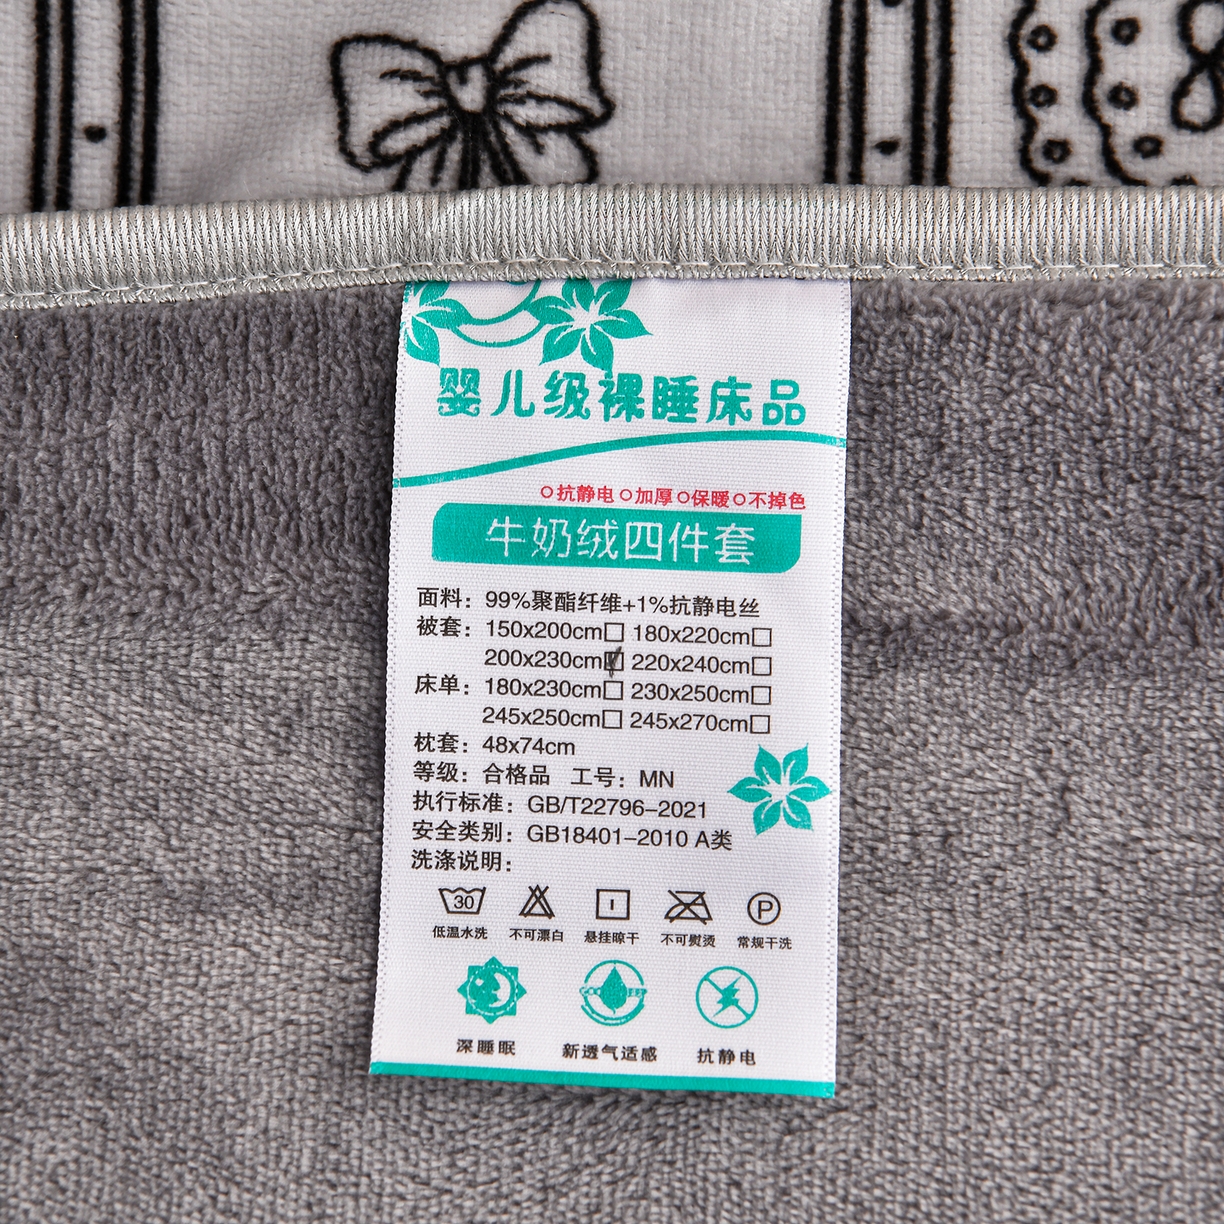 婴儿级裸睡床品
○抗静电○加厚○保暖○不掉色
牛奶绒四件套
面料：99%聚酯纤维+1%抗静电丝
被套：150x200cm□ 180x220cm□
200x230cm☑ 220x240cm□
床单：180x230cm□ 230x250cm□
245x250cm□ 245x270cm□
枕套：48x74cm
等级：合格品 工号：MN
执行标准：GB/T22796-2021
安全类别：GB18401-2010 A类
洗涤说明：
30 P
低温水洗 不可漂白 悬挂晾干 不可熨烫 常规干洗
深睡眠 新透气适感 抗静电